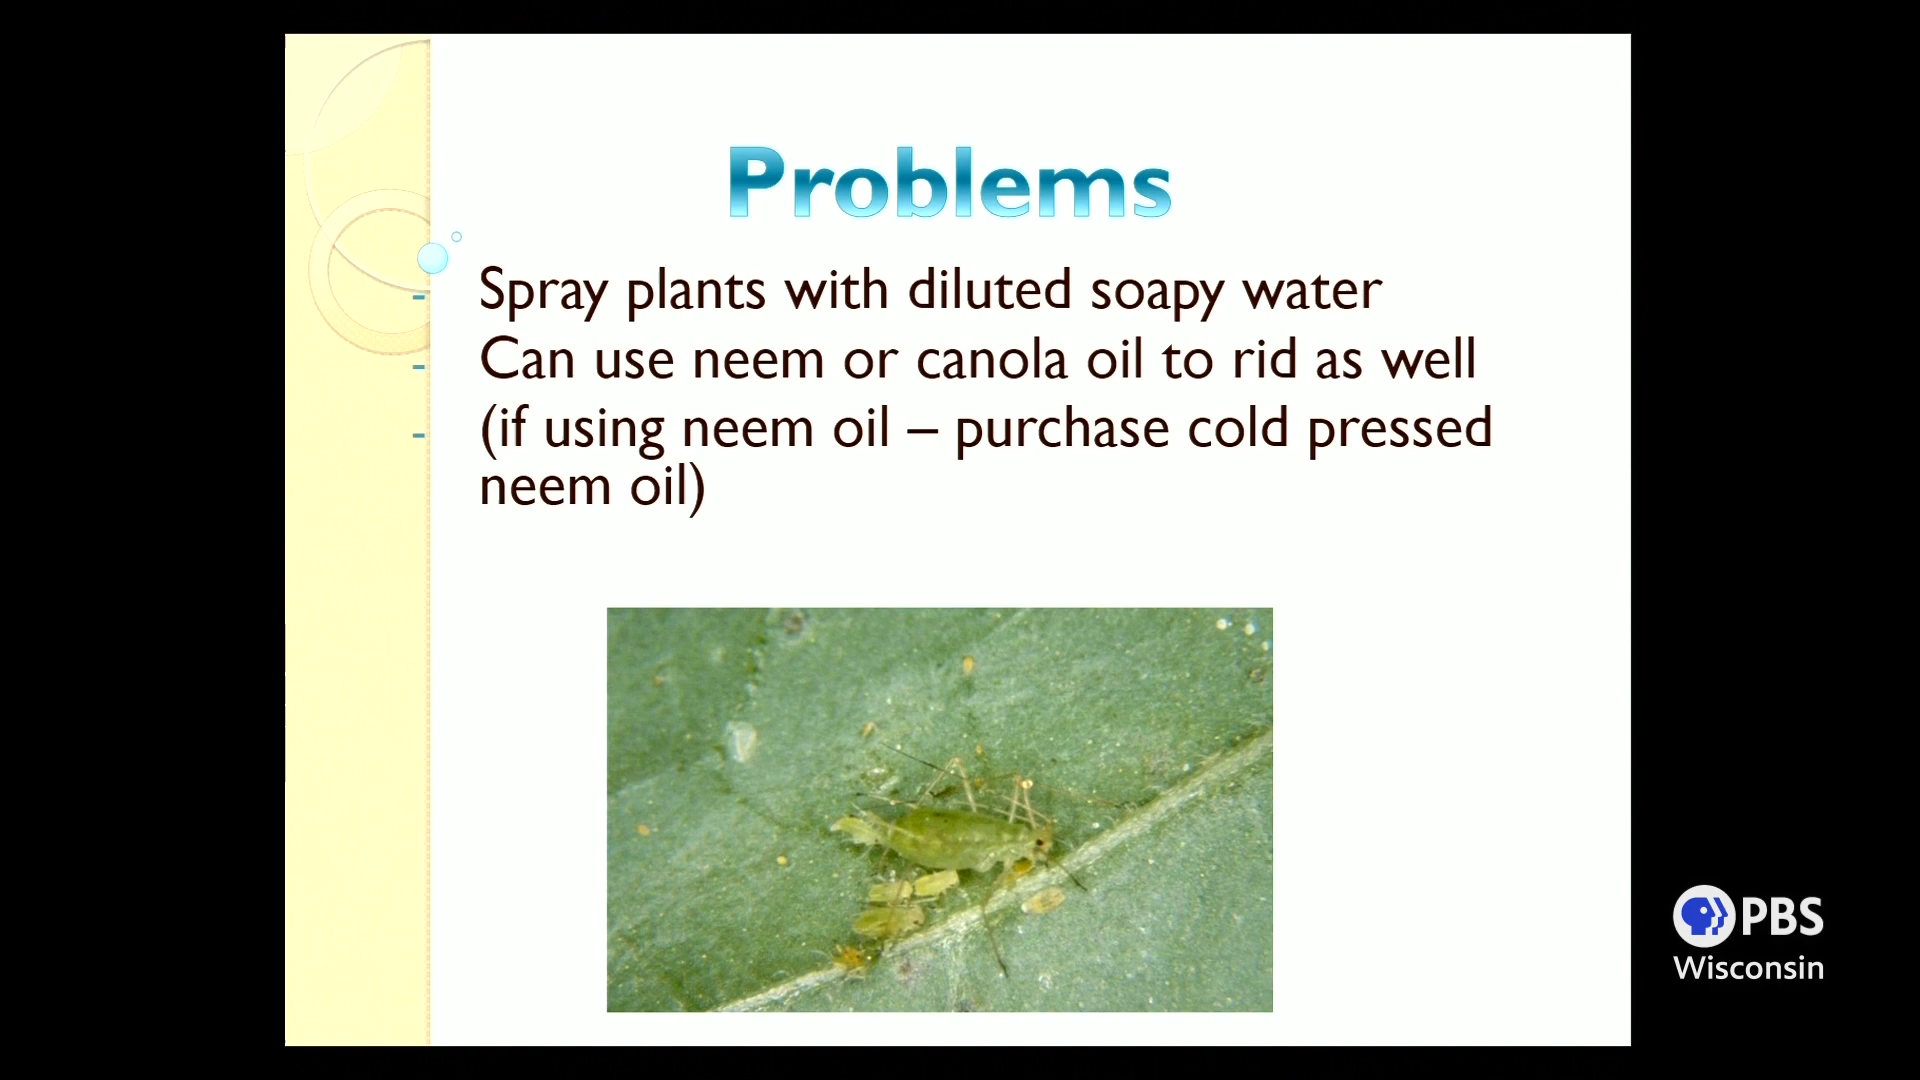 Problems
- Spray plants with diluted soapy water
- Can use neem or canola oil to rid as well
- (if using neem oil – purchase cold pressed
neem oil)
PBS
Wisconsin